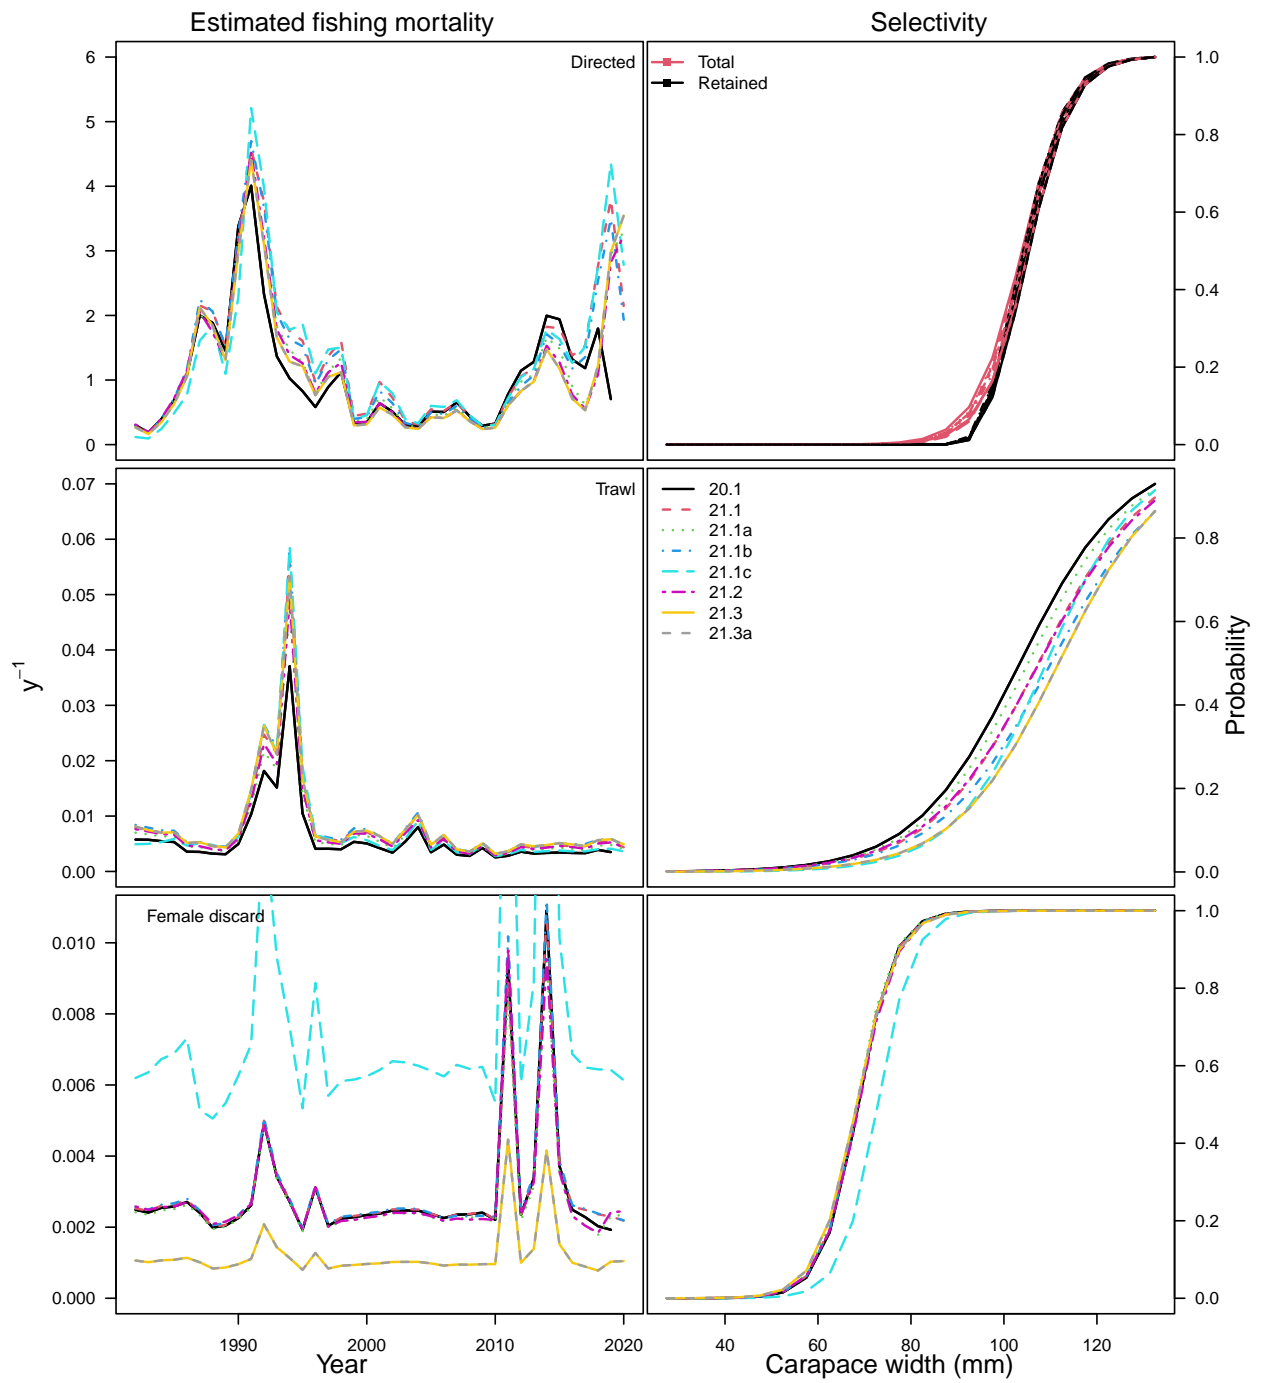 Estimated fishing mortality
Selectivity
Directed
6
5
4
3
2
1
0
Total
Retained
1.0
0.8
0.6
0.4
0.2
0.0
Trawl
0.07
0.06
0.05
0.04
0.03
0.02
0.01
0.00
20.1
21.1
21.1a
21.1b
21.1c
21.2
21.3
21.3a
0.8
0.6
0.4
0.2
0.0
y⁻¹
Probability
Female discard
0.010
0.008
0.006
0.004
0.002
0.000
1.0
0.8
0.6
0.4
0.2
0.0
1990 2000 2010 2020
40 60 80 100 120
Year
Carapace width (mm)